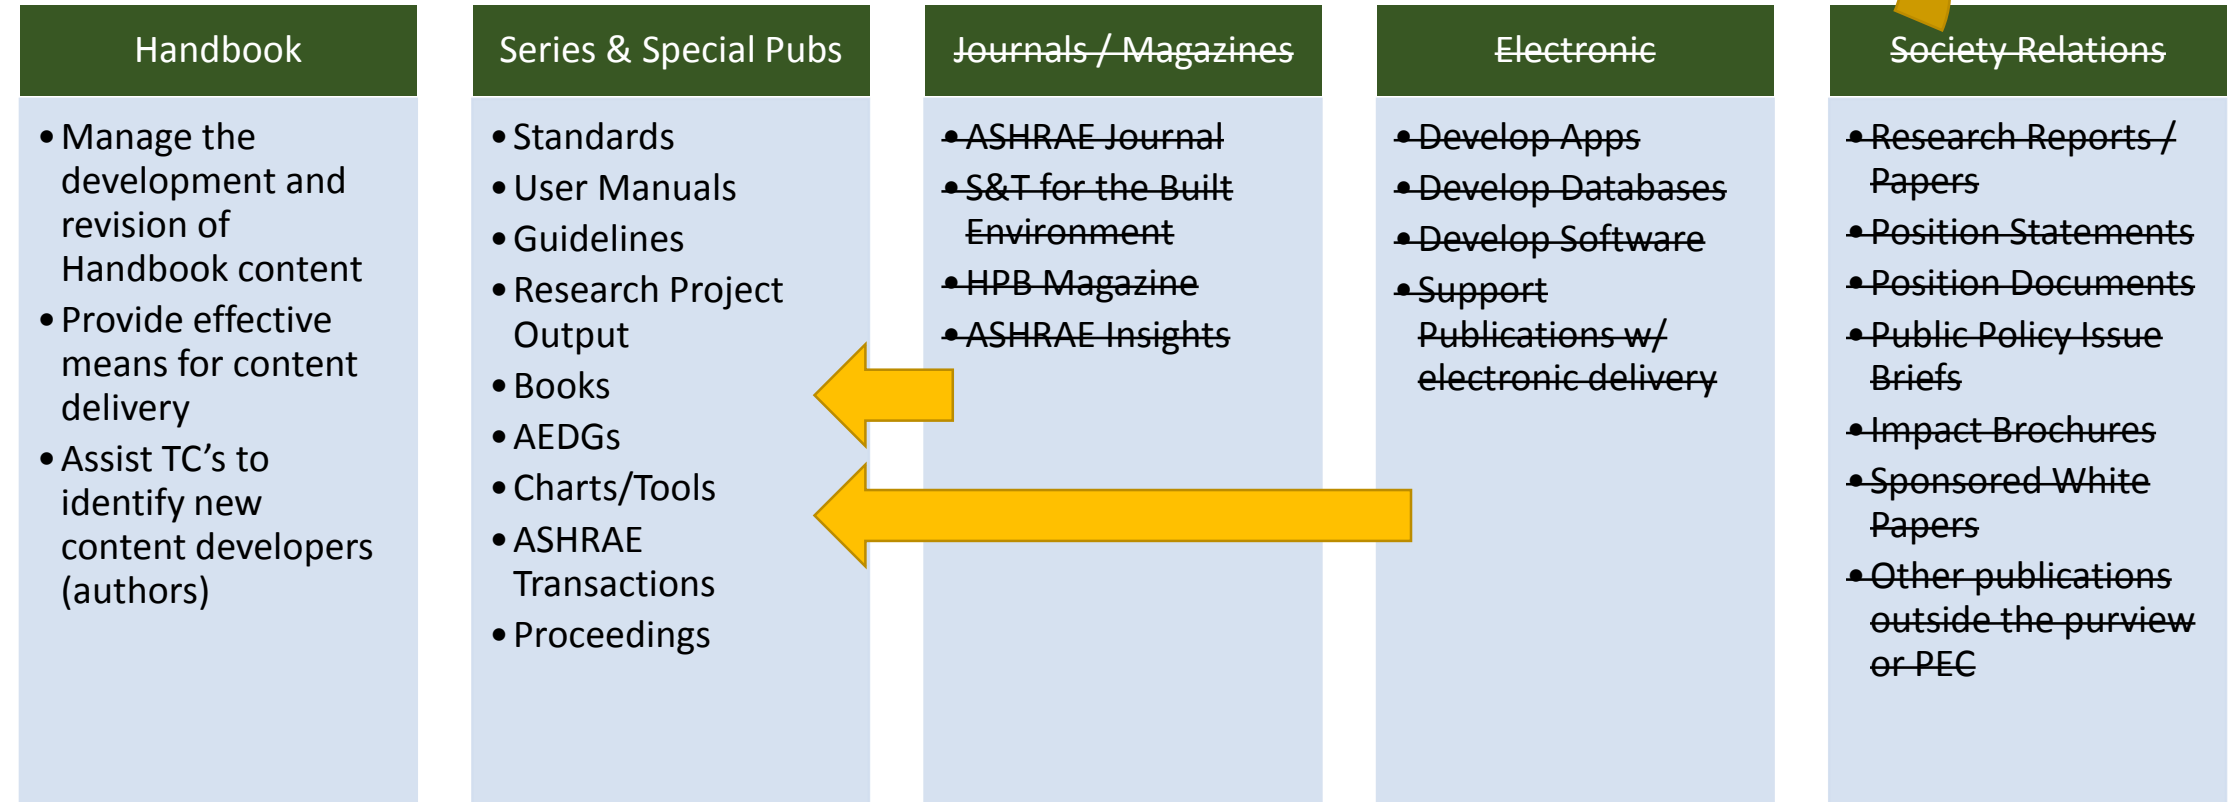 Handbook
• Manage the
development and
revision of
Handbook content
• Provide effective
means for content
delivery
• Assist TC's to
identify new
content developers
(authors)
Series & Special Pubs
• Standards
• User Manuals
• Guidelines
• Research Project
Output
• Books
• AEDGs
• Charts/Tools
• ASHRAE
Transactions
• Proceedings
Journals / Magazines
• ASHRAE Journal
• S&T for the Built
Environment
• HPB Magazine
• ASHRAE Insights
Electronic
• Develop Apps
• Develop Databases
• Develop Software
• Support
Publications w/
electronic delivery
Society Relations
• Research Reports /
Papers
• Position Statements
• Position Documents
• Public Policy Issue
Briefs
• Impact Brochures
• Sponsored White
Papers
• Other publications
outside the purview
or PEC